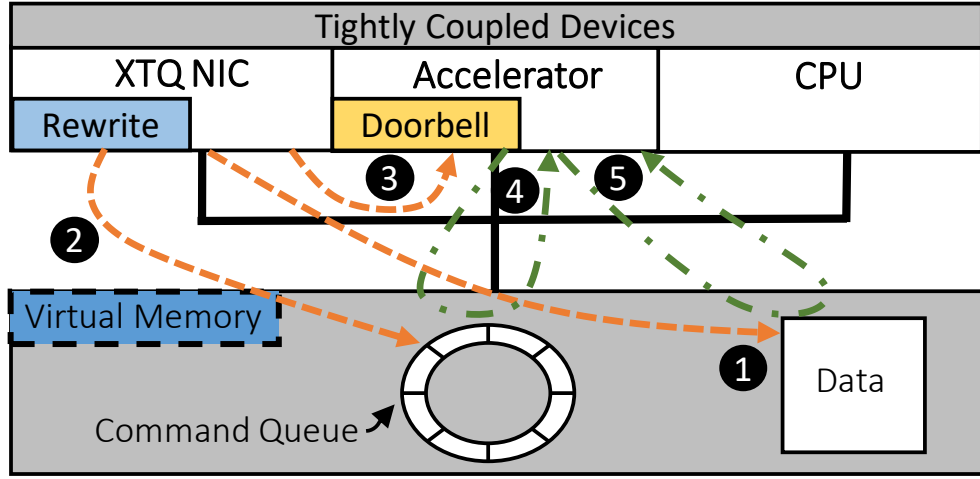 Tightly Coupled Devices
XTQ NIC
Accelerator
CPU
Rewrite
Doorbell
3
4
5
2
Virtual Memory
1
Data
Command Queue